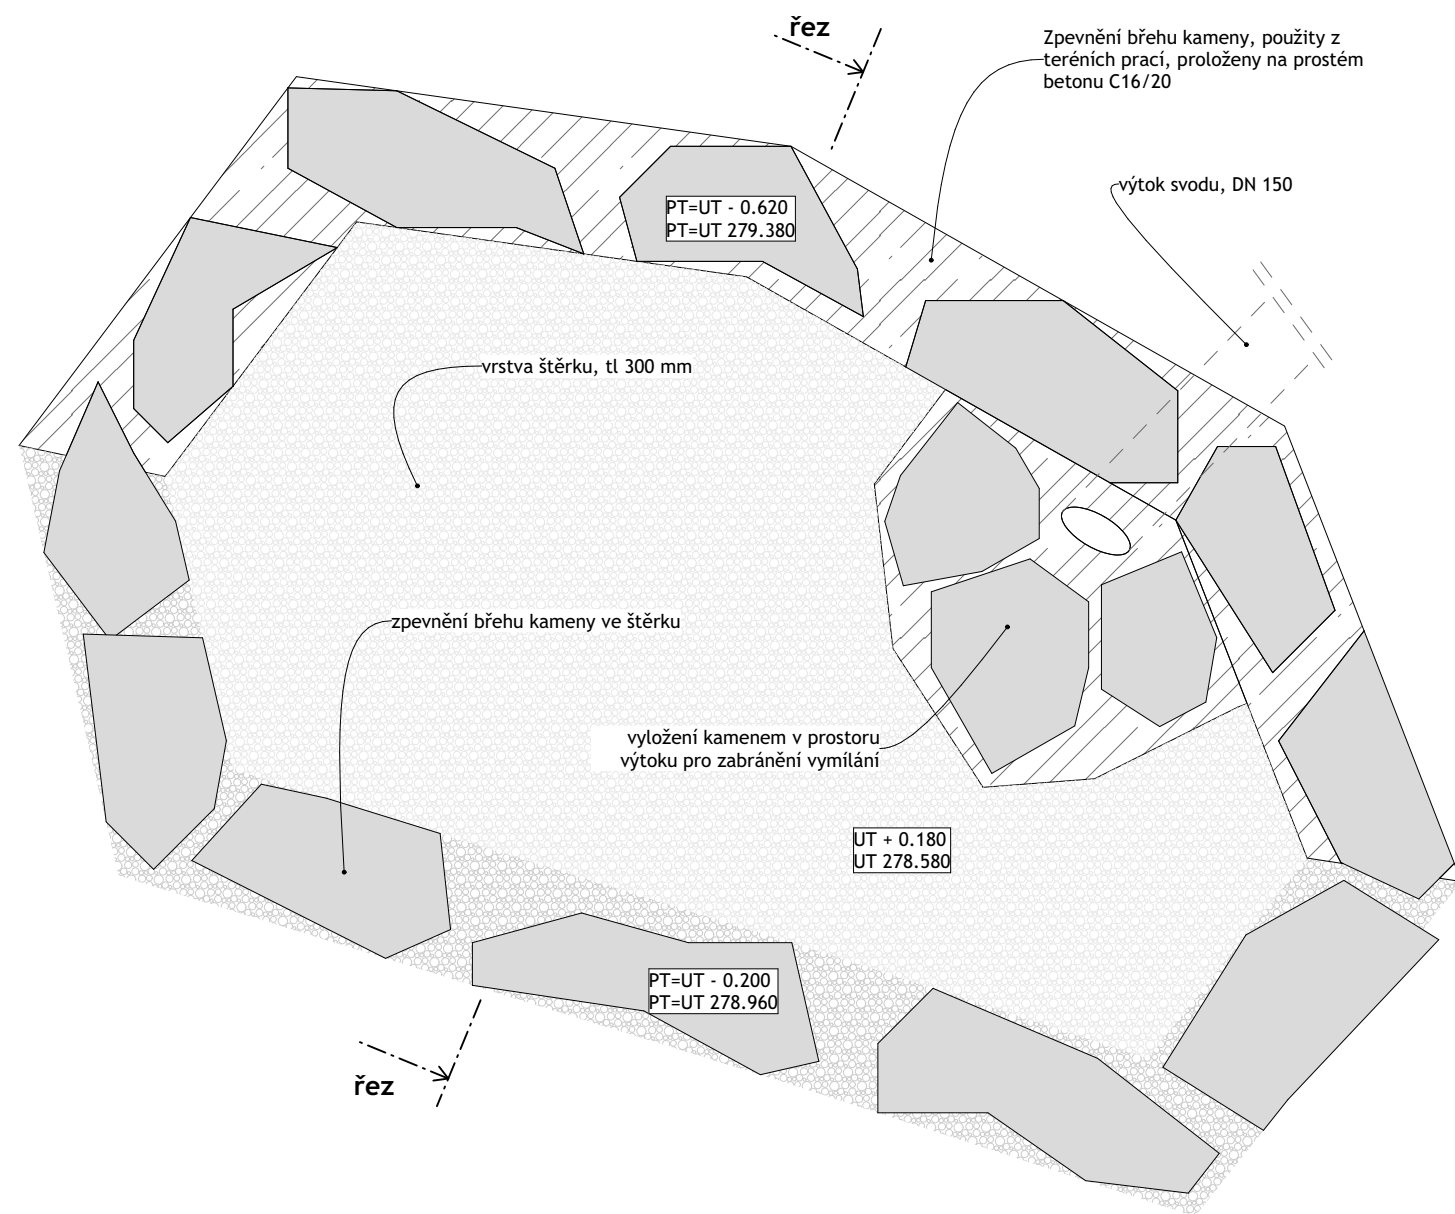 řez
Zpevnění břehu kameny, použity z
teréních prací, proloženy na prostém
betonu C16/20
výtok svodu, DN 150
PT=UT - 0.620
PT=UT 279.380
vrstva štěrku, tl 300 mm
zpevnění břehu kameny ve štěrku
vyložení kamenem v prostoru
výtoku pro zabránění vymílání
UT + 0.180
UT 278.580
PT=UT - 0.200
PT=UT 278.960
řez